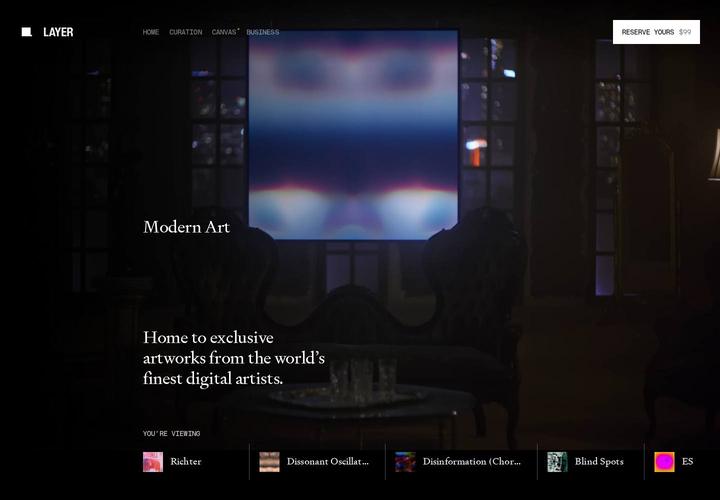 LAYER
HOME CURATION CANVAS BUSINESS
RESERVE YOURS $99
Modern Art
Home to exclusive
artworks from the world's
finest digital artists.
YOU'RE VIEWING
Richter
Dissonant Oscillat...
Disinformation (Chor...
Blind Spots
ES